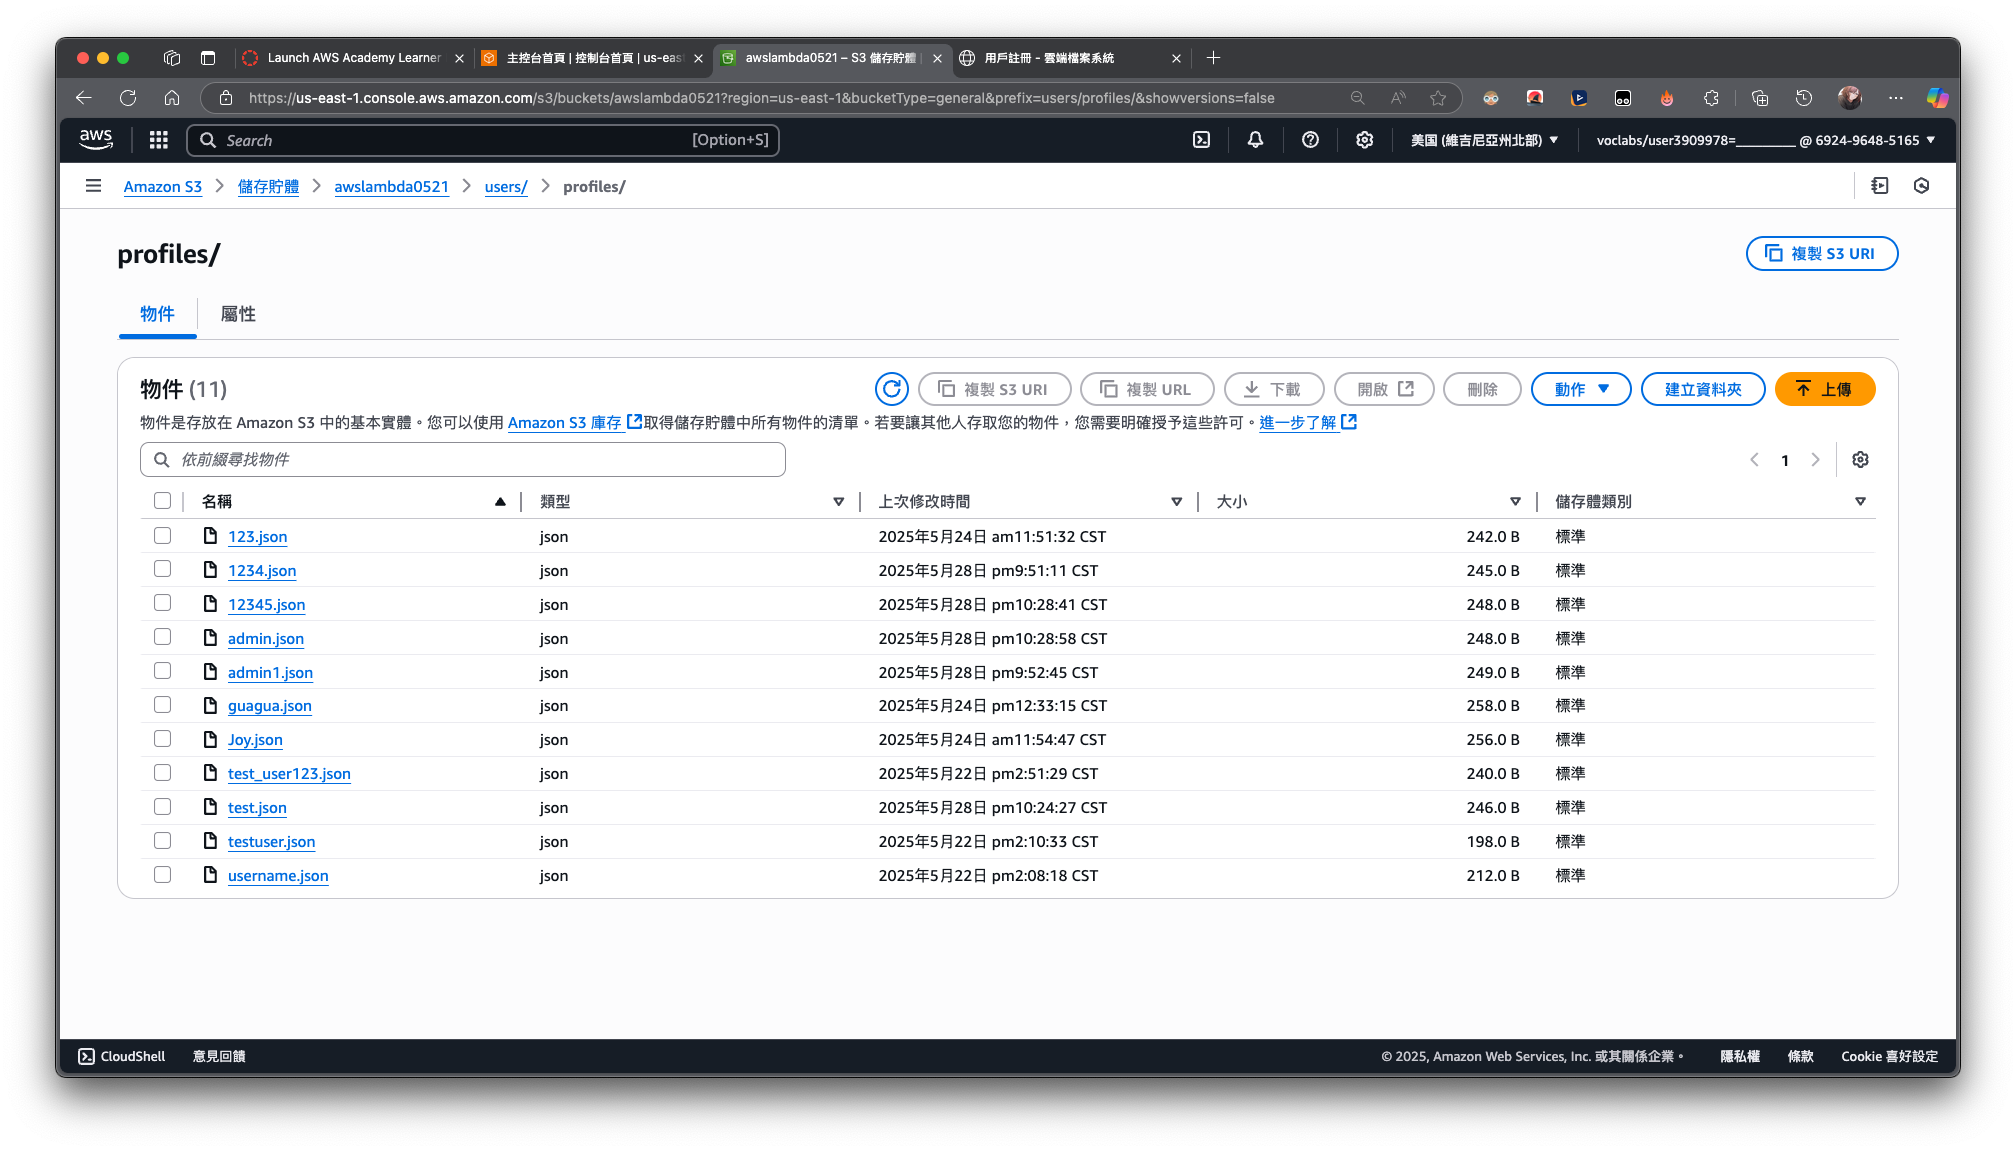 Launch AWS Academy Learner
主控台首頁 | 控制台首頁 | us-eas
awslambda0521 – S3 儲存貯體 |
用戶註冊 - 雲端檔案系統
https://us-east-1.console.aws.amazon.com/s3/buckets/awslambda0521?region=us-east-1&bucketType=general&prefix=users/profiles/&showversions=false
aws
Search
[Option+S]
美国 (維吉尼亞州北部)
voclabs/user3909978=__________ @ 6924-9648-5165
Amazon S3
儲存貯體
awslambda0521
users/
profiles/
profiles/
複製 S3 URI
物件
屬性
物件 (11)
複製 S3 URI
複製 URL
下載
開啟
刪除
動作
建立資料夾
上傳
物件是存放在 Amazon S3 中的基本實體。您可以使用 Amazon S3 庫存 取得儲存貯體中所有物件的清單。若要讓其他人存取您的物件，您需要明確授予這些許可。進一步了解
依前綴尋找物件
1
名稱 類型 上次修改時間 大小 儲存體類別
123.json json 2025年5月24日 am11:51:32 CST 242.0 B 標準
1234.json json 2025年5月28日 pm9:51:11 CST 245.0 B 標準
12345.json json 2025年5月28日 pm10:28:41 CST 248.0 B 標準
admin.json json 2025年5月28日 pm10:28:58 CST 248.0 B 標準
admin1.json json 2025年5月28日 pm9:52:45 CST 249.0 B 標準
guagua.json json 2025年5月24日 pm12:33:15 CST 258.0 B 標準
Joy.json json 2025年5月24日 am11:54:47 CST 256.0 B 標準
test_user123.json json 2025年5月22日 pm2:51:29 CST 240.0 B 標準
test.json json 2025年5月28日 pm10:24:27 CST 246.0 B 標準
testuser.json json 2025年5月22日 pm2:10:33 CST 198.0 B 標準
username.json json 2025年5月22日 pm2:08:18 CST 212.0 B 標準
CloudShell
意見回饋
© 2025, Amazon Web Services, Inc. 或其關係企業。
隱私權
條款
Cookie 喜好設定